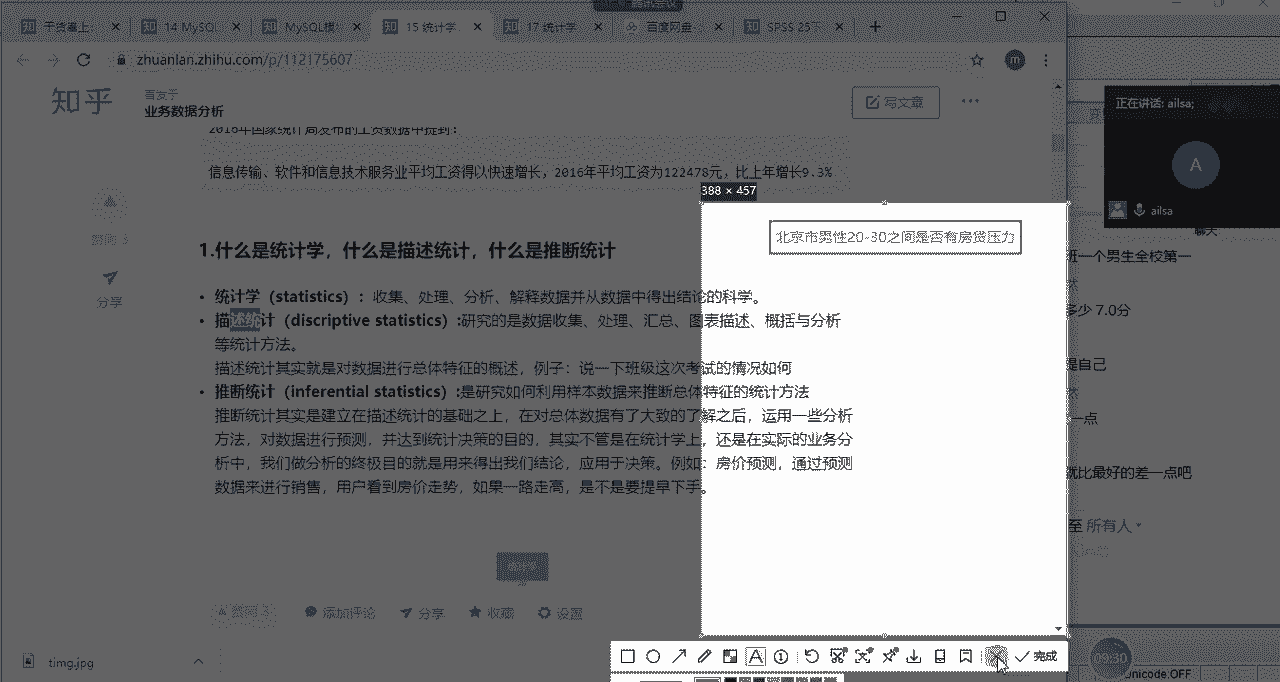 干货遇上
14 MySQL
MySQL模
15 统计学
17 统计学
百度网盘
SPSS 25下
zhuanlan.zhihu.com/p/112175607
m
知乎
首发于
业务数据分析
写文章
2016年国家统计局发布的工资数据中提到：
信息传输、软件和信息技术服务业平均工资得以快速增长，2016年平均工资为122478元，比上年增长9.3%
388 × 457
正在讲话: ailsa;
A
ailsa
聊天
北京市男性20-30之间是否有房贷压力
赞同 3
分享
1.什么是统计学，什么是描述统计，什么是推断统计
• 统计学（statistics）：收集、处理、分析、解释数据并从数据中得出结论的科学。
• 描述统计（discriptive statistics）:研究的是数据收集、处理、汇总、图表描述、概括与分析
等统计方法。
描述统计其实就是对数据进行总体特征的概述，例子：说一下班级这次考试的情况如何
• 推断统计（inferential statistics）:是研究如何利用样本数据来推断总体特征的统计方法
推断统计其实是建立在描述统计的基础之上，在对总体数据有了大致的了解之后，运用一些分析
方法，对数据进行预测，并达到统计决策的目的，其实不管是在统计学上，还是在实际的业务分
析中，我们做分析的终极目的就是用来得出我们结论，应用于决策。例如：房价预测，通过预测
数据来进行销售，用户看到房价走势，如果一路走高，是不是要提早下手。
班一个男生全校第一
多少 7.0分
是自己
一点
就比最好的差一点吧
至 所有人
统计学
赞同 3
添加评论
分享
收藏
设置
timg.jpg
A
完成
09:30
Unicode:OFF